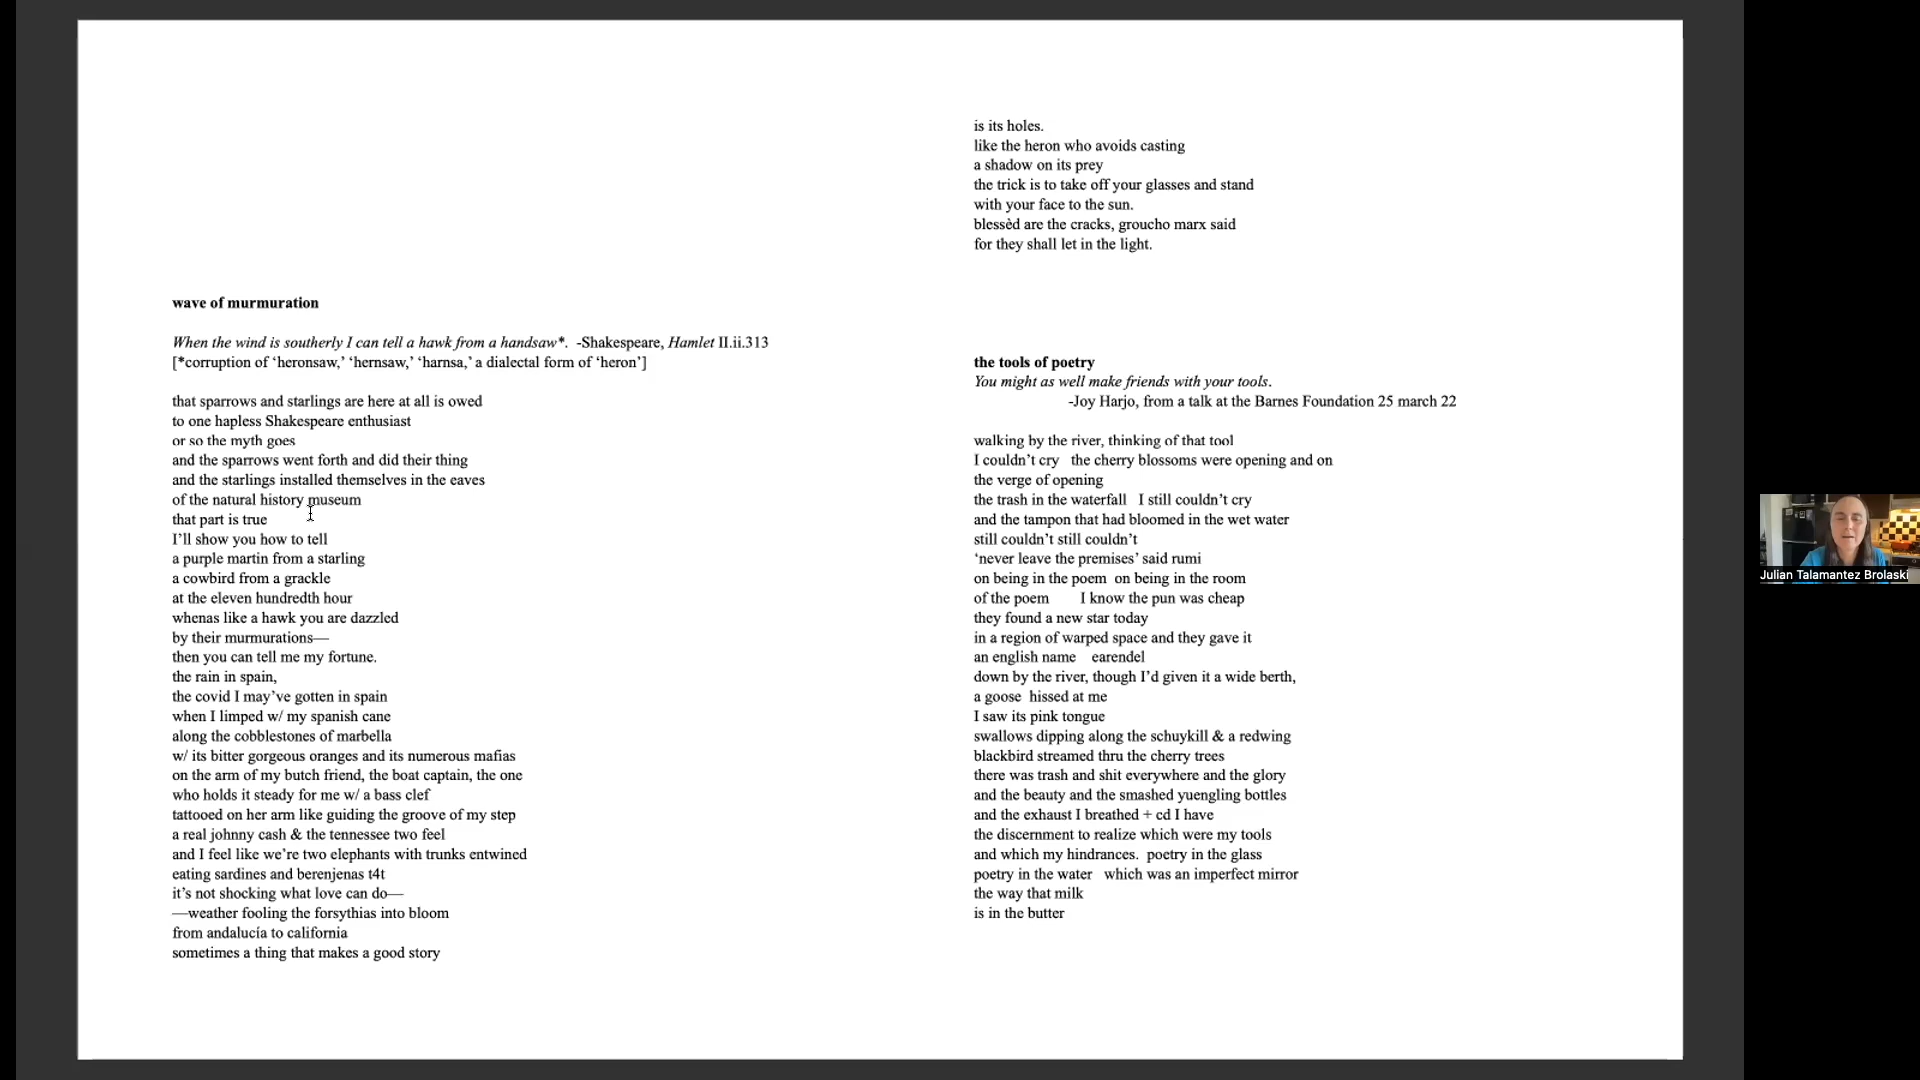 wave of murmuration
When the wind is southerly I can tell a hawk from a handsaw*. -Shakespeare, Hamlet II.ii.313
[*corruption of ‘heronsaw,’ ‘hernsaw,’ ‘harnsa,’ a dialectal form of ‘heron’]
that sparrows and starlings are here at all is owed
to one hapless Shakespeare enthusiast
or so the myth goes
and the sparrows went forth and did their thing
and the starlings installed themselves in the eaves
of the natural history museum
that part is true
I’ll show you how to tell
a purple martin from a starling
a cowbird from a grackle
at the eleven hundredth hour
whenas like a hawk you are dazzled
by their murmurations—
then you can tell me my fortune.
the rain in spain,
the covid I may’ve gotten in spain
when I limped w/ my spanish cane
along the cobblestones of marbella
w/ its bitter gorgeous oranges and its numerous mafias
on the arm of my butch friend, the boat captain, the one
who holds it steady for me w/ a bass clef
tattooed on her arm like guiding the groove of my step
a real johnny cash & the tennessee two feel
and I feel like we’re two elephants with trunks entwined
eating sardines and berenjenas t4t
it’s not shocking what love can do—
—weather fooling the forsythias into bloom
from andalucía to california
sometimes a thing that makes a good story
is its holes.
like the heron who avoids casting
a shadow on its prey
the trick is to take off your glasses and stand
with your face to the sun.
blessèd are the cracks, groucho marx said
for they shall let in the light.
the tools of poetry
You might as well make friends with your tools.
-Joy Harjo, from a talk at the Barnes Foundation 25 march 22
walking by the river, thinking of that tool
I couldn’t cry   the cherry blossoms were opening and on
the verge of opening
the trash in the waterfall   I still couldn’t cry
and the tampon that had bloomed in the wet water
still couldn’t still couldn’t
‘never leave the premises’ said rumi
on being in the poem  on being in the room
of the poem        I know the pun was cheap
they found a new star today
in a region of warped space and they gave it
an english name    earendel
down by the river, though I’d given it a wide berth,
a goose  hissed at me
I saw its pink tongue
swallows dipping along the schuykill & a redwing
blackbird streamed thru the cherry trees
there was trash and shit everywhere and the glory
and the beauty and the smashed yuengling bottles
and the exhaust I breathed + cd I have
the discernment to realize which were my tools
and which my hindrances.  poetry in the glass
poetry in the water   which was an imperfect mirror
the way that milk
is in the butter
Julian Talamantez Brolaski